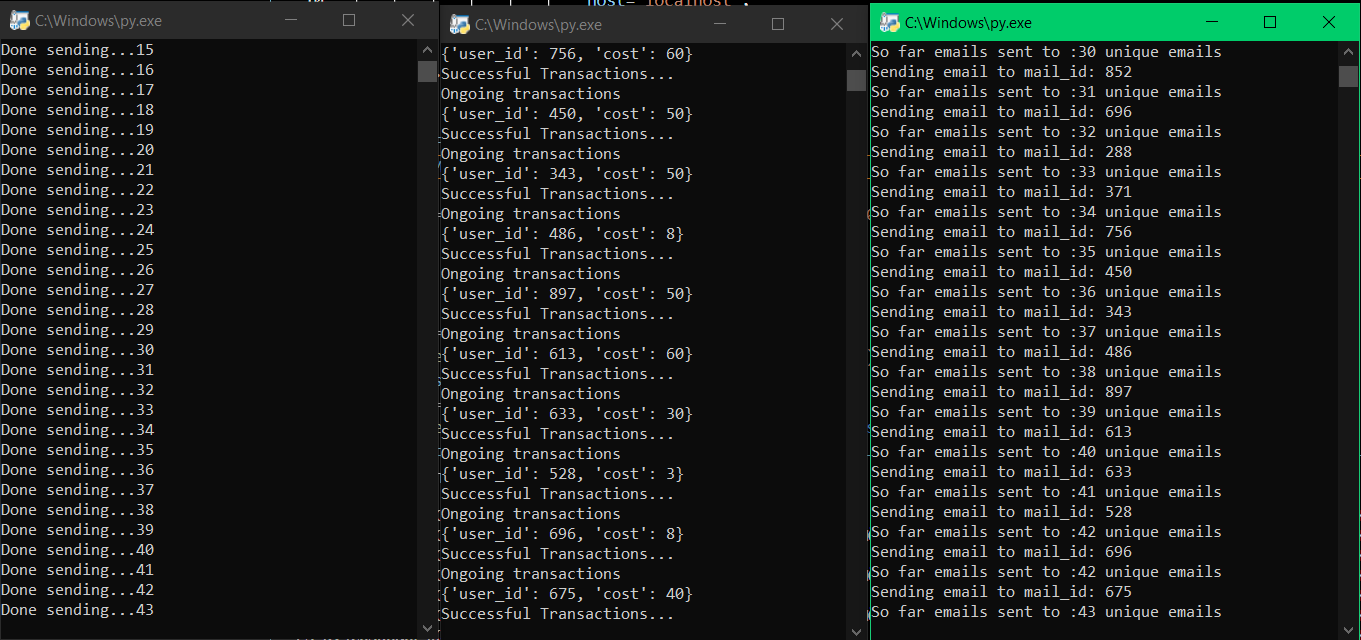 host='localhost',
C:\Windows\py.exe
Done sending...15
Done sending...16
Done sending...17
Done sending...18
Done sending...19
Done sending...20
Done sending...21
Done sending...22
Done sending...23
Done sending...24
Done sending...25
Done sending...26
Done sending...27
Done sending...28
Done sending...29
Done sending...30
Done sending...31
Done sending...32
Done sending...33
Done sending...34
Done sending...35
Done sending...36
Done sending...37
Done sending...38
Done sending...39
Done sending...40
Done sending...41
Done sending...42
Done sending...43
C:\Windows\py.exe
{'user_id': 756, 'cost': 60}
Successful Transactions...
Ongoing transactions
{'user_id': 450, 'cost': 50}
Successful Transactions...
Ongoing transactions
{'user_id': 343, 'cost': 50}
Successful Transactions...
Ongoing transactions
{'user_id': 486, 'cost': 8}
Successful Transactions...
Ongoing transactions
{'user_id': 897, 'cost': 50}
Successful Transactions...
Ongoing transactions
{'user_id': 613, 'cost': 60}
Successful Transactions...
Ongoing transactions
{'user_id': 633, 'cost': 30}
Successful Transactions...
Ongoing transactions
{'user_id': 528, 'cost': 3}
Successful Transactions...
Ongoing transactions
{'user_id': 696, 'cost': 8}
Successful Transactions...
Ongoing transactions
{'user_id': 675, 'cost': 40}
Successful Transactions...
C:\Windows\py.exe
So far emails sent to :30 unique emails
Sending email to mail_id: 852
So far emails sent to :31 unique emails
Sending email to mail_id: 696
So far emails sent to :32 unique emails
Sending email to mail_id: 288
So far emails sent to :33 unique emails
Sending email to mail_id: 371
So far emails sent to :34 unique emails
Sending email to mail_id: 756
So far emails sent to :35 unique emails
Sending email to mail_id: 450
So far emails sent to :36 unique emails
Sending email to mail_id: 343
So far emails sent to :37 unique emails
Sending email to mail_id: 486
So far emails sent to :38 unique emails
Sending email to mail_id: 897
So far emails sent to :39 unique emails
Sending email to mail_id: 613
So far emails sent to :40 unique emails
Sending email to mail_id: 633
So far emails sent to :41 unique emails
Sending email to mail_id: 528
So far emails sent to :42 unique emails
Sending email to mail_id: 696
So far emails sent to :42 unique emails
Sending email to mail_id: 675
So far emails sent to :43 unique emails